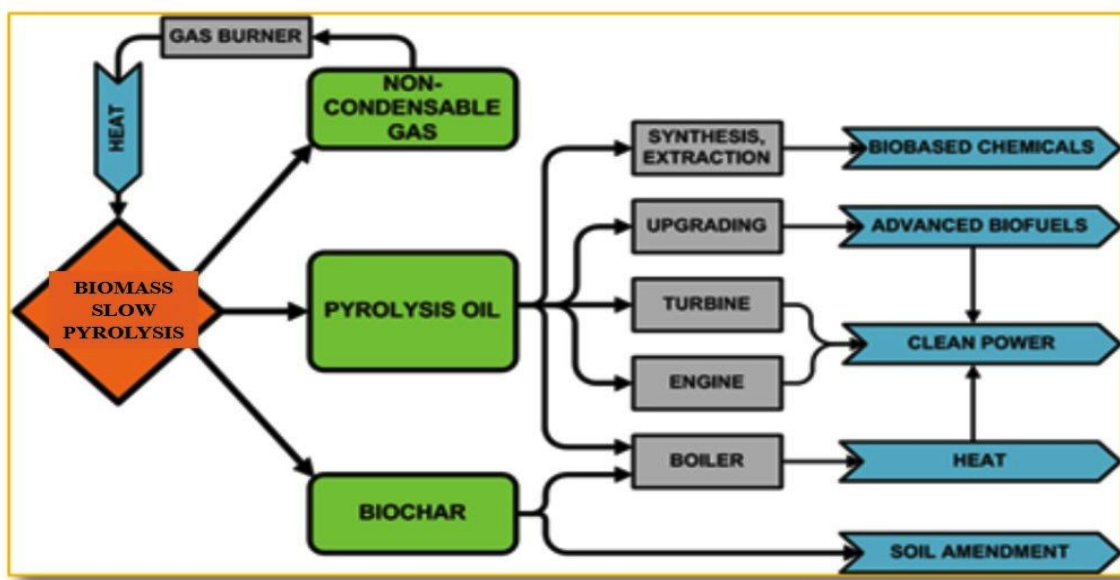 GAS BURNER
HEAT
NON-
CONDENSABLE
GAS
BIOMASS
SLOW
PYROLYSIS
PYROLYSIS OIL
BIOCHAR
SYNTHESIS,
EXTRACTION
BIOBASED CHEMICALS
UPGRADING
ADVANCED BIOFUELS
TURBINE
CLEAN POWER
ENGINE
BOILER
HEAT
SOIL AMENDMENT